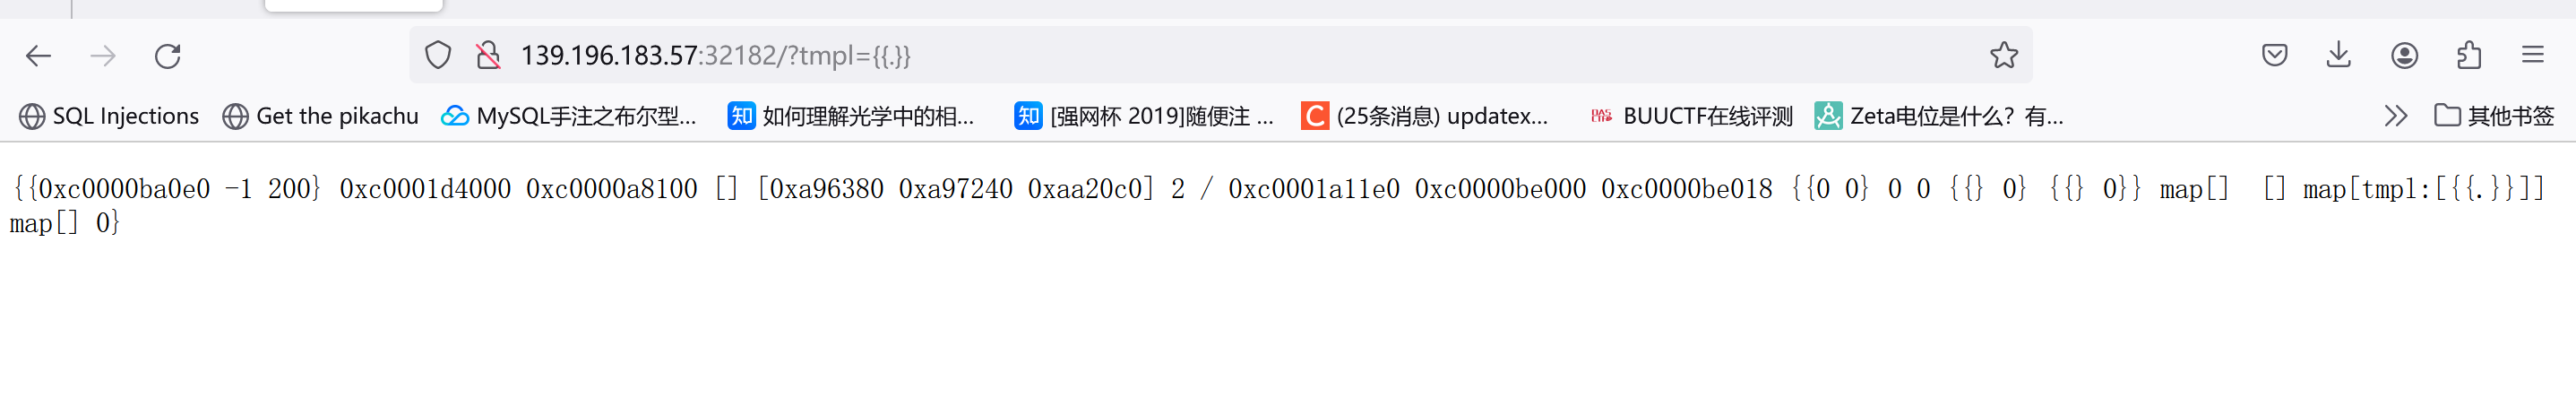 139.196.183.57:32182/?tmpl={{.}}
SQL Injections Get the pikachu MySQL手注之布尔型... 知 如何理解光学中的相... 知 [强网杯 2019]随便注 ... C (25条消息) updatex... BUUCTF在线评测 Zeta电位是什么？有... 其他书签
{{0xc0000ba0e0 -1 200} 0xc0001d4000 0xc0000a8100 [] [0xa96380 0xa97240 0xaa20c0] 2 / 0xc0001a11e0 0xc0000be000 0xc0000be018 {{0 0} 0 0 {{} 0} {{} 0}} map[]  [] map[tmpl:[{{.}}]]
map[] 0}